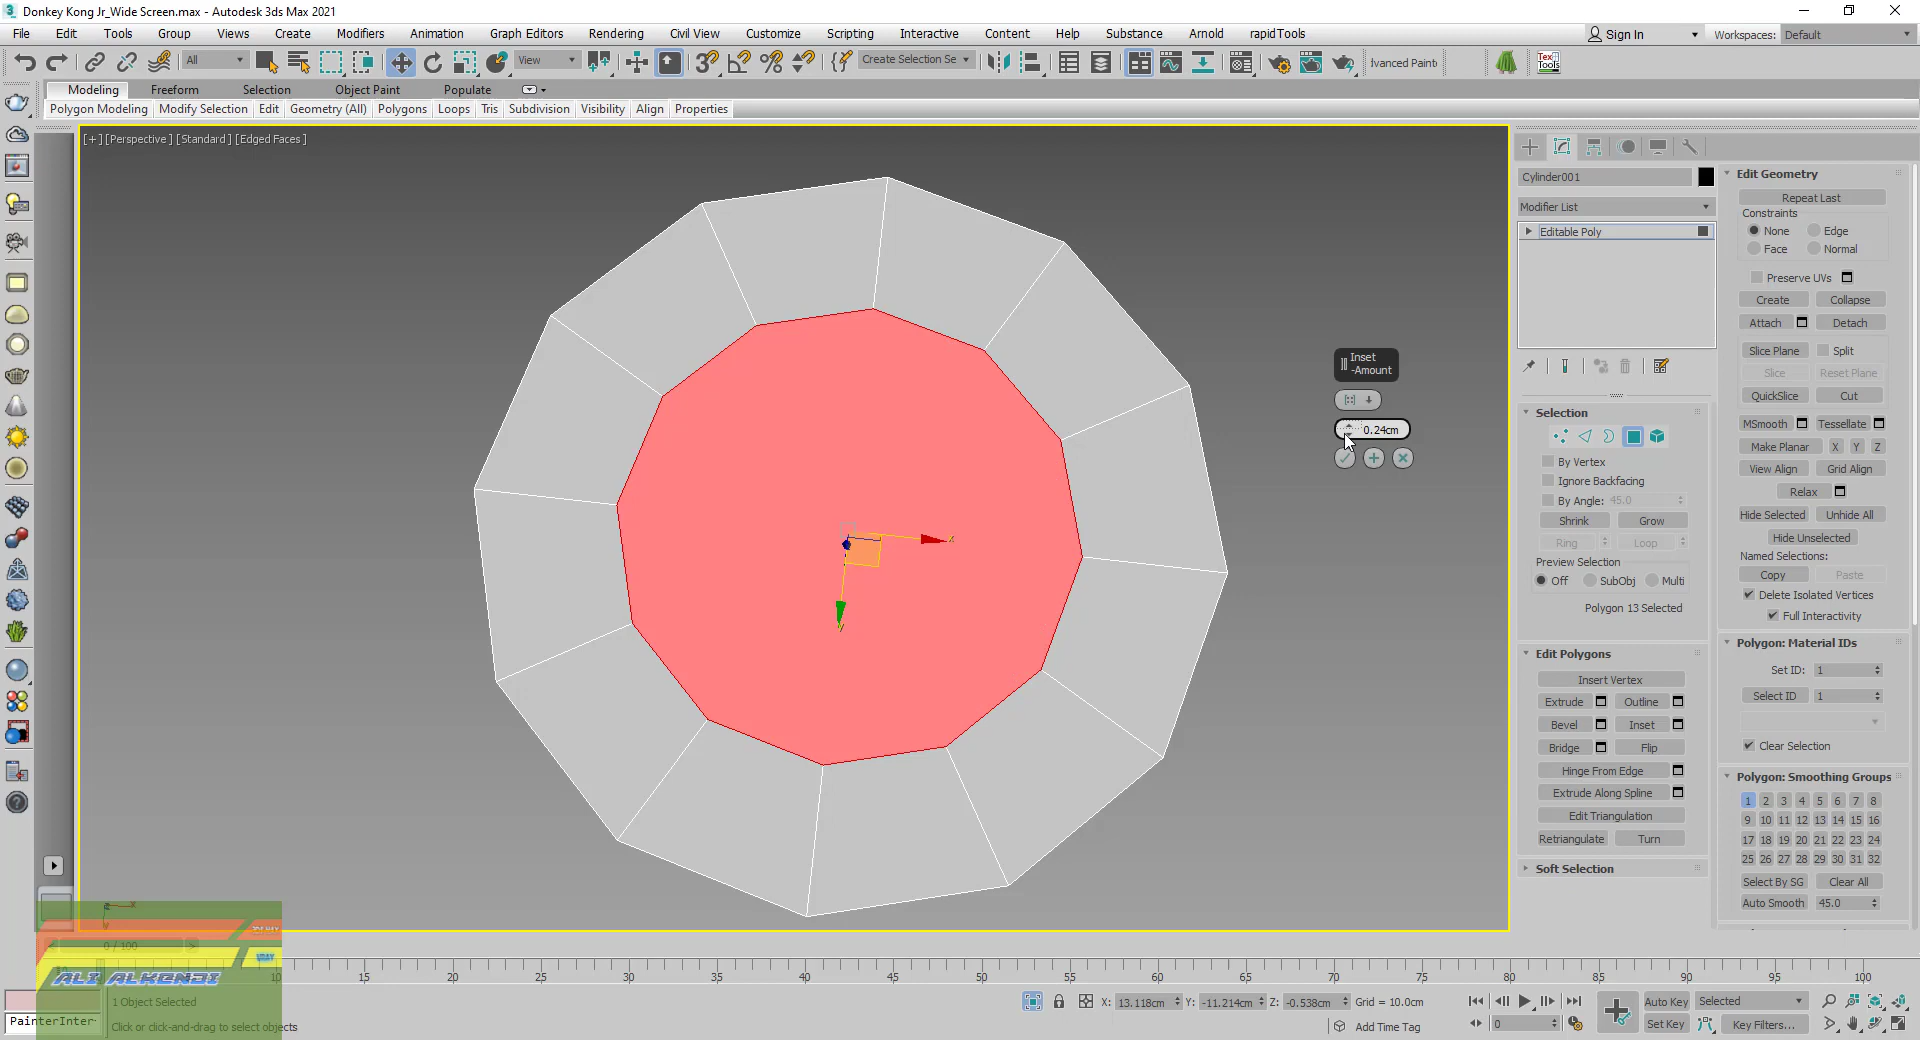 Donkey Kong Jr_Wide Screen.max - Autodesk 3ds Max 2021
File Edit Tools Group Views Create Modifiers Animation Graph Editors Rendering Civil View Customize Scripting Interactive Content Help Substance Arnold rapidTools Sign In Workspaces: Default
All View Create Selection Se Ivanced Painti Tex Tools
Modeling Freeform Selection Object Paint Populate
Polygon Modeling Modify Selection Edit Geometry (All) Polygons Loops Tris Subdivision Visibility Align Properties
[+] [Perspective ] [Standard ] [Edged Faces ]
Inset
-Amount
0.24cm
x
y
Cylinder001
Modifier List
Editable Poly
Selection
By Vertex
Ignore Backfacing
By Angle: 45.0
Shrink Grow
Ring Loop
Preview Selection
Off SubObj Multi
Polygon 13 Selected
Edit Polygons
Insert Vertex
Extrude Outline
Bevel Inset
Bridge Flip
Hinge From Edge
Extrude Along Spline
Edit Triangulation
Retriangulate Turn
Soft Selection
Edit Geometry
Repeat Last
Constraints
None Edge
Face Normal
Preserve UVs
Create Collapse
Attach Detach
Slice Plane Split
Slice Reset Plane
QuickSlice Cut
MSmooth Tessellate
Make Planar X Y Z
View Align Grid Align
Relax
Hide Selected Unhide All
Hide Unselected
Named Selections:
Copy Paste
Delete Isolated Vertices
Full Interactivity
Polygon: Material IDs
Set ID: 1
Select ID 1
Clear Selection
Polygon: Smoothing Groups
1 2 3 4 5 6 7 8
9 10 11 12 13 14 15 16
17 18 19 20 21 22 23 24
25 26 27 28 29 30 31 32
Select By SG Clear All
Auto Smooth 45.0
0 / 100
10 15 20 25 30 35 40 45 50 55 60 65 70 75 80 85 90 95 100
ALI ALKENDI
1 Object Selected
X: 13.118cm Y: -11.214cm Z: -0.538cm Grid = 10.0cm
Auto Key Selected
PainterInter
Click or click-and-drag to select objects
Add Time Tag
0
Set Key Key Filters...